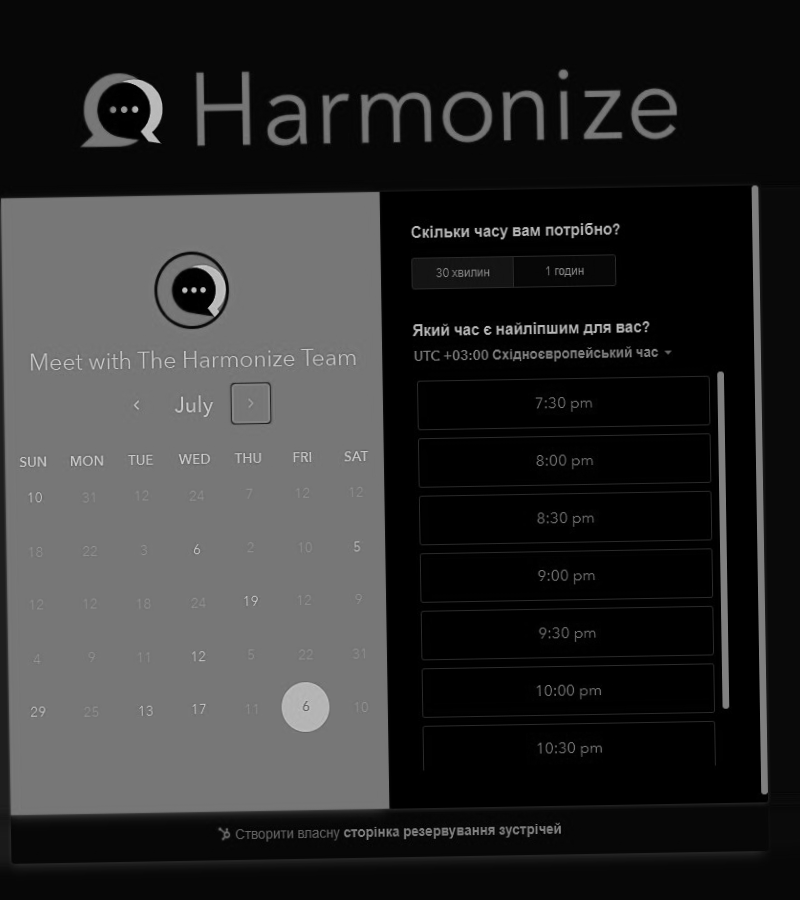 Harmonize
Meet with The Harmonize Team
July
SUN MON TUE WED THU FRI SAT
10 31 12 24 7 12 12
18 22 3 6 2 10 5
12 12 18 24 19 12 9
4 9 11 12 5 22 31
29 25 13 17 11 6 10
Скільки часу вам потрібно?
30 хвилин 1 годин
Який час є найліпшим для вас?
UTC +03:00 Східноєвропейський час
7:30 pm
8:00 pm
8:30 pm
9:00 pm
9:30 pm
10:00 pm
10:30 pm
Створити власну сторінка резервування зустрічей